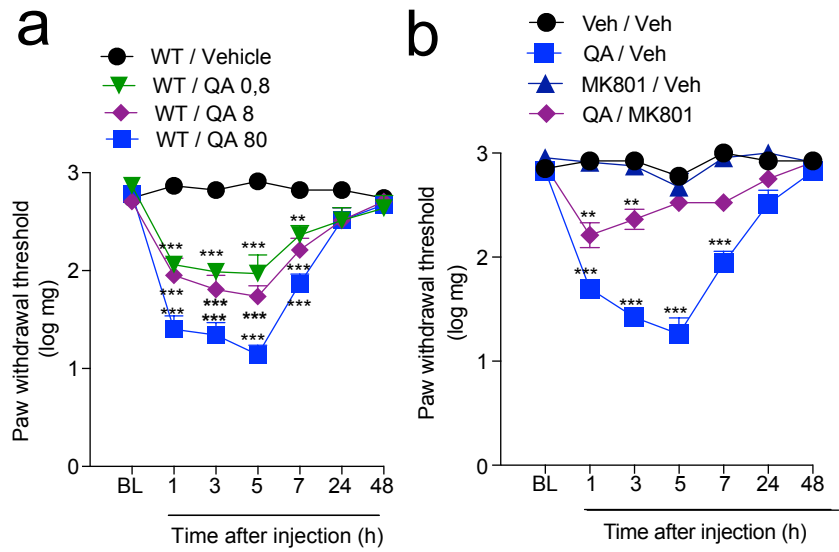 a
WT / Vehicle
WT / QA 0,8
WT / QA 8
WT / QA 80
Paw withdrawal threshold
(log mg)
3
2
1
0
***
***
***
**
***
***
***
***
***
***
***
***
BL 1 3 5 7 24 48
Time after injection (h)
b
Veh / Veh
QA / Veh
MK801 / Veh
QA / MK801
Paw withdrawal threshold
(log mg)
3
2
1
0
**
**
***
***
***
***
BL 1 3 5 7 24 48
Time after injection (h)